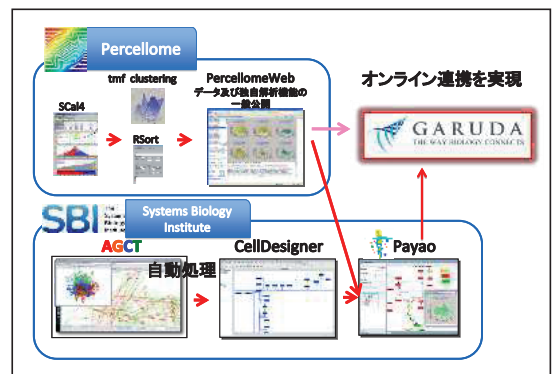 Percellome
tmf clustering
SCal4
RSort
PercellomeWeb
データ及び独自解析機能の
一般公開
オンライン連携を実現
GARUDA
THE WAY BIOLOGY CONNECTS
SBI
Systems Biology
Institute
AGCT
自動処理
CellDesigner
Payao